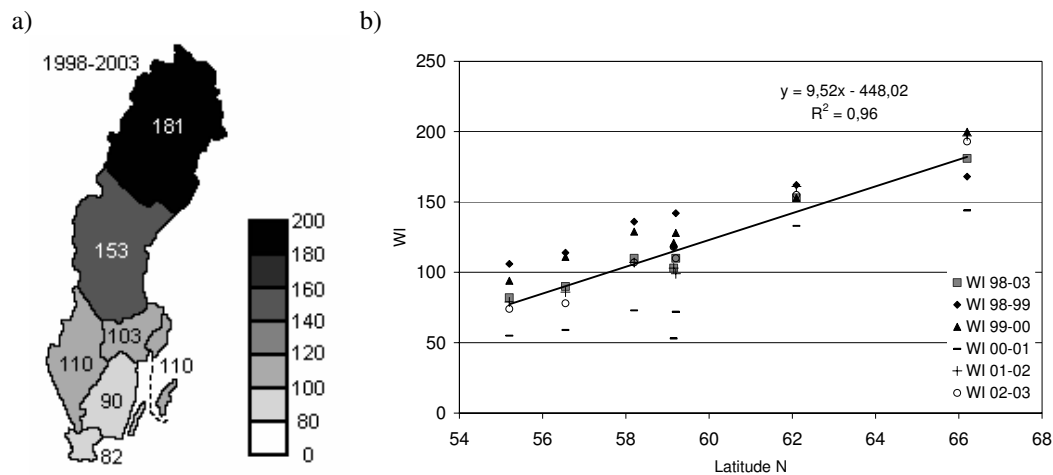 a)
1998-2003
181
153
103
110
110
90
82
200
180
160
140
120
100
80
0
b)
250
200
150
100
50
0
WI
y = 9,52x - 448,02
R² = 0,96
WI 98-03
WI 98-99
WI 99-00
WI 00-01
WI 01-02
WI 02-03
54 56 58 60 62 64 66 68
Latitude N